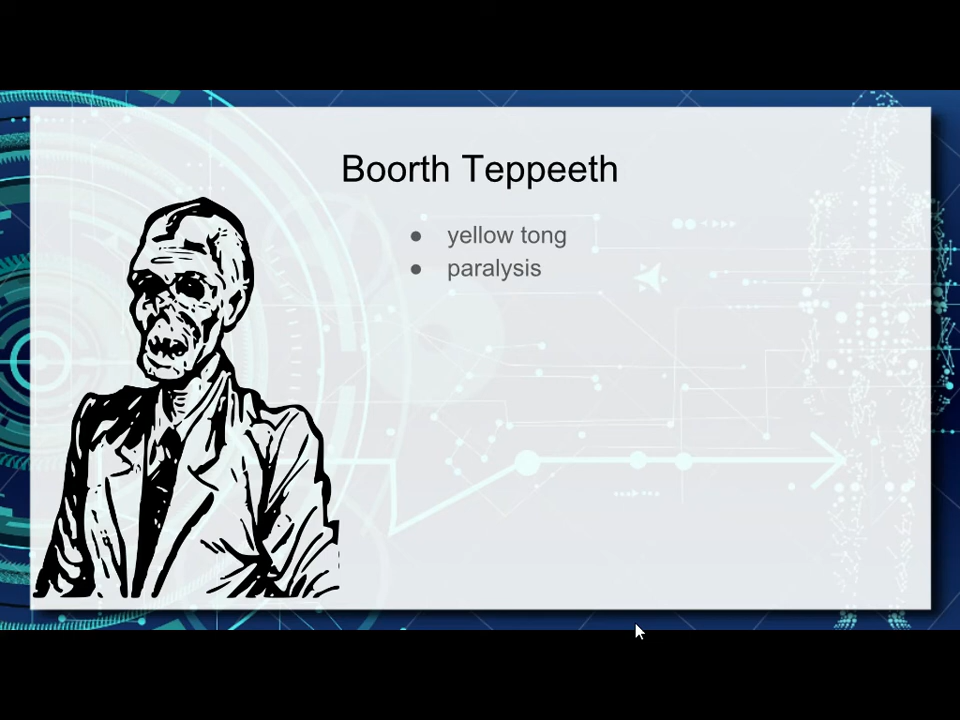 Boorth Teppeeth
● yellow tong
● paralysis